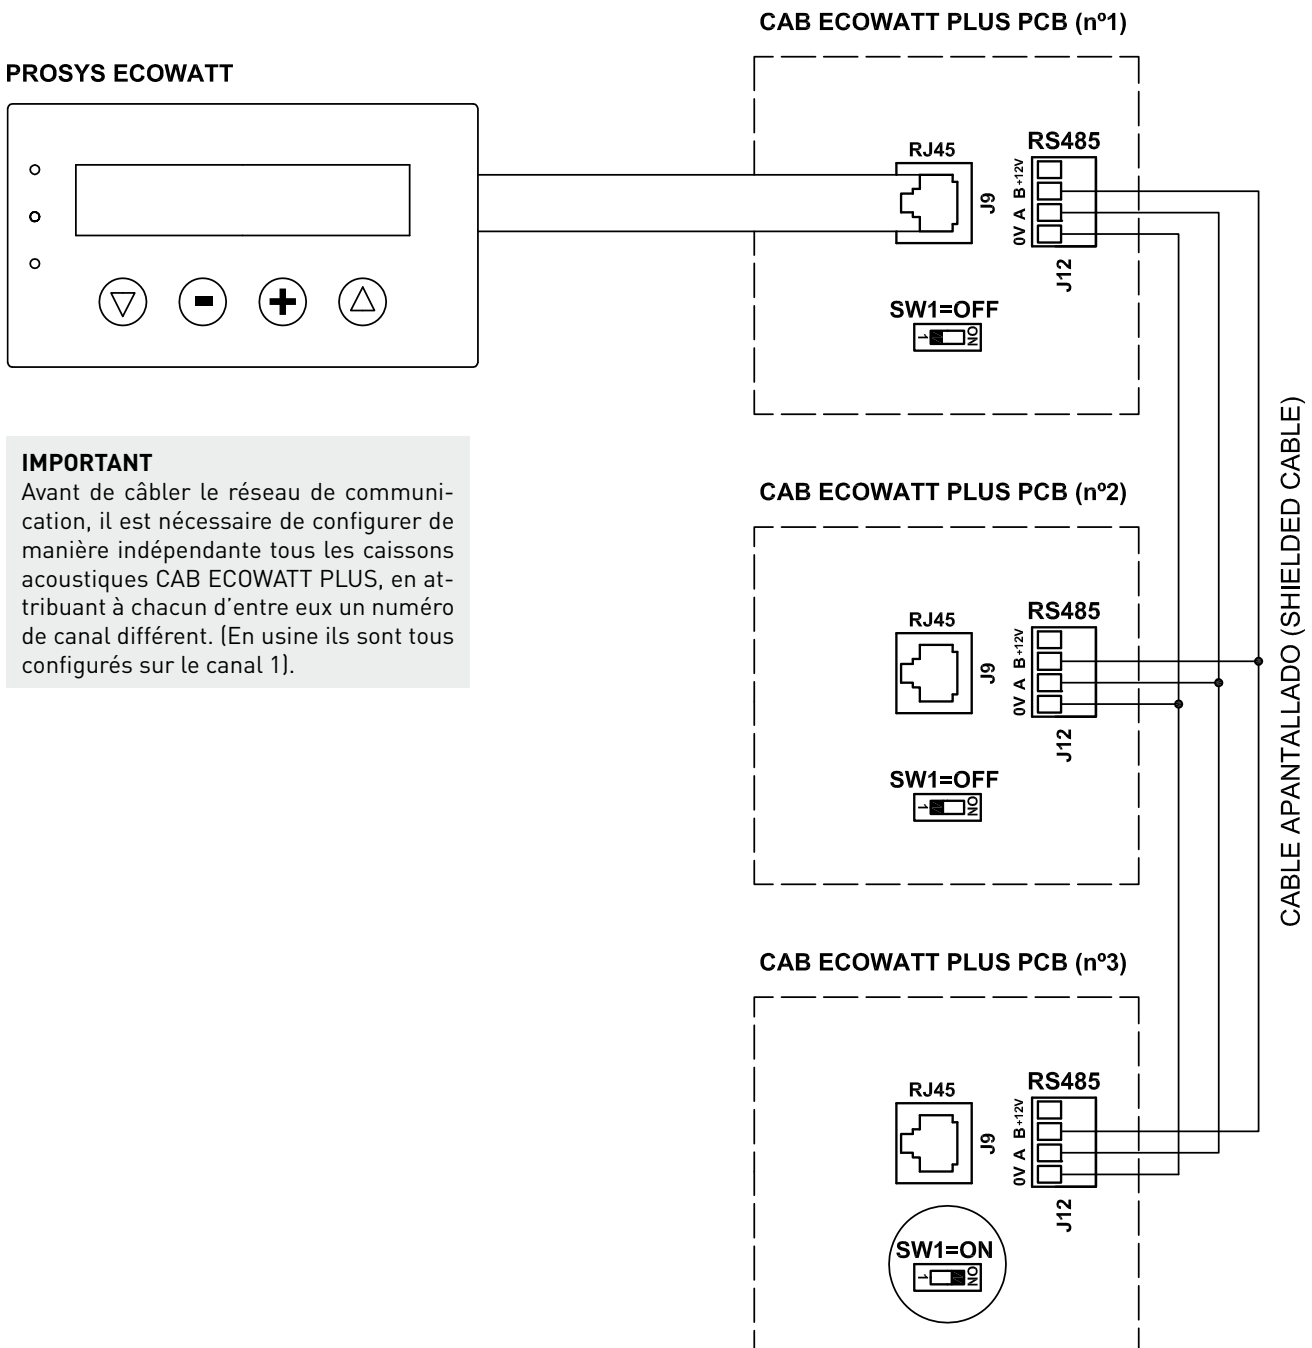 PROSYS ECOWATT
IMPORTANT
Avant de câbler le réseau de communi-
cation, il est nécessaire de configurer de
manière indépendante tous les caissons
acoustiques CAB ECOWATT PLUS, en at-
tribuant à chacun d'entre eux un numéro
de canal différent. (En usine ils sont tous
configurés sur le canal 1).
CAB ECOWATT PLUS PCB (nº1)
RJ45
J9
RS485
0V A B +12V
J12
SW1=OFF
1 ON
CAB ECOWATT PLUS PCB (nº2)
RJ45
J9
RS485
0V A B +12V
J12
SW1=OFF
1 ON
CAB ECOWATT PLUS PCB (nº3)
RJ45
J9
RS485
0V A B +12V
J12
SW1=ON
1 ON
CABLE APANTALLADO (SHIELDED CABLE)